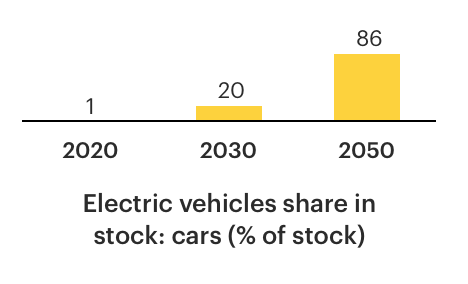 86
20
1
2020 2030 2050
Electric vehicles share in
stock: cars (% of stock)